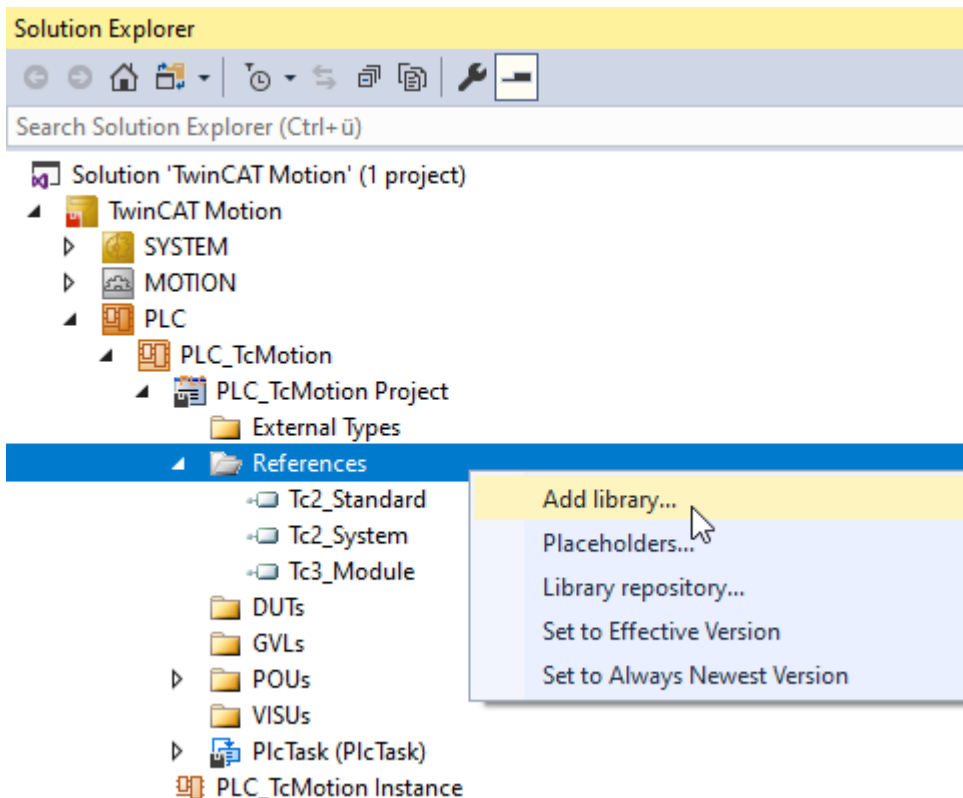 Solution Explorer
Search Solution Explorer (Ctrl+ü)
Solution 'TwinCAT Motion' (1 project)
TwinCAT Motion
SYSTEM
MOTION
PLC
PLC_TcMotion
PLC_TcMotion Project
External Types
References
Tc2_Standard
Tc2_System
Tc3_Module
DUTs
GVLs
POUs
VISUs
PlcTask (PlcTask)
PLC_TcMotion Instance
Add library...
Placeholders...
Library repository...
Set to Effective Version
Set to Always Newest Version